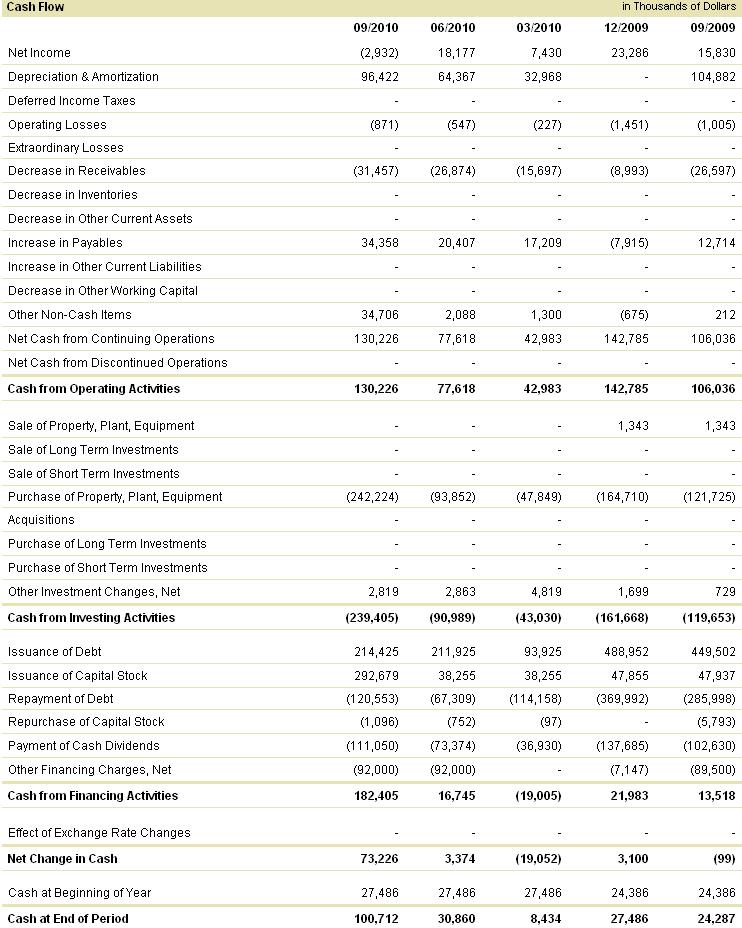 Cash Flow in Thousands of Dollars
09/2010 06/2010 03/2010 12/2009 09/2009
Net Income (2,932) 18,177 7,430 23,286 15,830
Depreciation & Amortization 96,422 64,367 32,968 - 104,882
Deferred Income Taxes - - - - -
Operating Losses (871) (547) (227) (1,451) (1,005)
Extraordinary Losses - - - - -
Decrease in Receivables (31,457) (26,874) (15,697) (8,993) (26,597)
Decrease in Inventories - - - - -
Decrease in Other Current Assets - - - - -
Increase in Payables 34,358 20,407 17,209 (7,915) 12,714
Increase in Other Current Liabilities - - - - -
Decrease in Other Working Capital - - - - -
Other Non-Cash Items 34,706 2,088 1,300 (675) 212
Net Cash from Continuing Operations 130,226 77,618 42,983 142,785 106,036
Net Cash from Discontinued Operations - - - - -
Cash from Operating Activities 130,226 77,618 42,983 142,785 106,036
Sale of Property, Plant, Equipment - - - 1,343 1,343
Sale of Long Term Investments - - - - -
Sale of Short Term Investments - - - - -
Purchase of Property, Plant, Equipment (242,224) (93,852) (47,849) (164,710) (121,725)
Acquisitions - - - - -
Purchase of Long Term Investments - - - - -
Purchase of Short Term Investments - - - - -
Other Investment Changes, Net 2,819 2,863 4,819 1,699 729
Cash from Investing Activities (239,405) (90,989) (43,030) (161,668) (119,653)
Issuance of Debt 214,425 211,925 93,925 488,952 449,502
Issuance of Capital Stock 292,679 38,255 38,255 47,855 47,937
Repayment of Debt (120,553) (67,309) (114,158) (369,992) (285,998)
Repurchase of Capital Stock (1,096) (752) (97) - (5,793)
Payment of Cash Dividends (111,050) (73,374) (36,930) (137,685) (102,630)
Other Financing Charges, Net (92,000) (92,000) - (7,147) (89,500)
Cash from Financing Activities 182,405 16,745 (19,005) 21,983 13,518
Effect of Exchange Rate Changes - - - - -
Net Change in Cash 73,226 3,374 (19,052) 3,100 (99)
Cash at Beginning of Year 27,486 27,486 27,486 24,386 24,386
Cash at End of Period 100,712 30,860 8,434 27,486 24,287